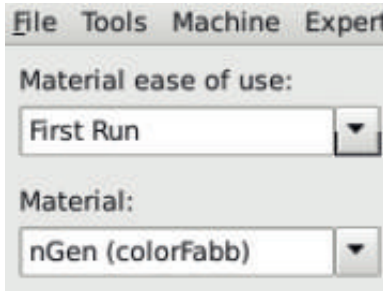 File Tools Machine Expert
Material ease of use:
First Run
Material:
nGen (colorFabb)